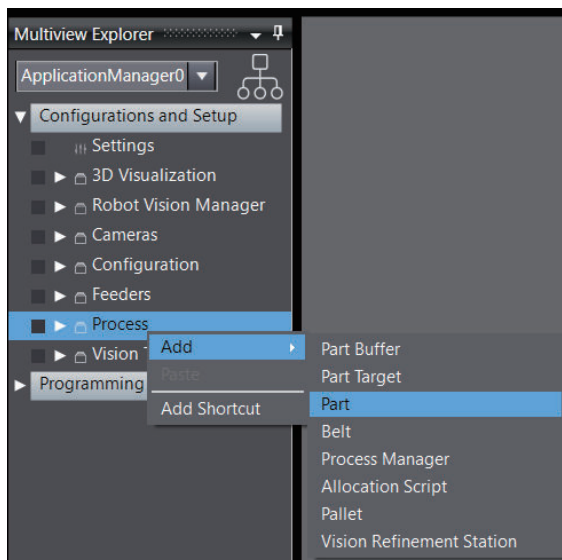 Multiview Explorer
ApplicationManager0
Configurations and Setup
Settings
3D Visualization
Robot Vision Manager
Cameras
Configuration
Feeders
Process
Vision
Programming
Add
Paste
Add Shortcut
Part Buffer
Part Target
Part
Belt
Process Manager
Allocation Script
Pallet
Vision Refinement Station